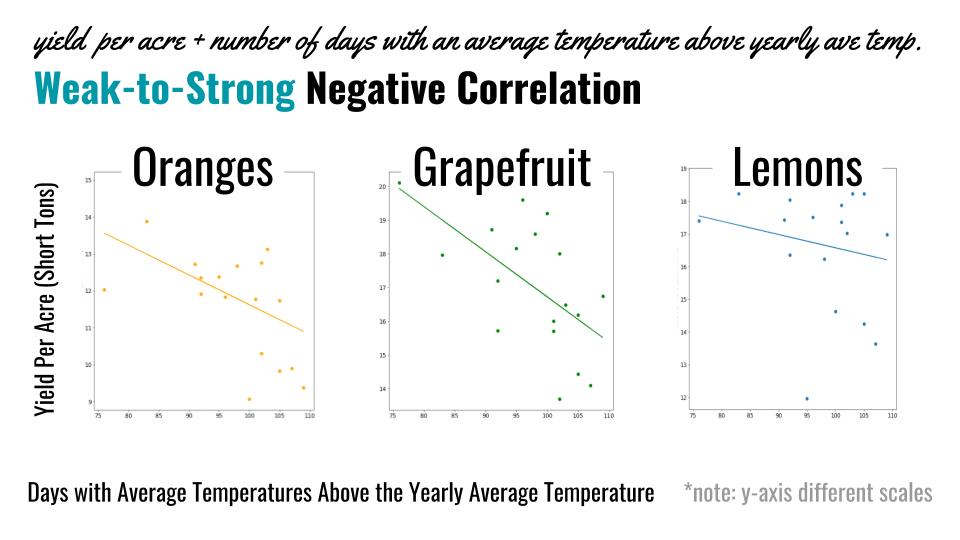 yield per acre + number of days with an average temperature above yearly ave temp.
Weak-to-Strong Negative Correlation
Oranges
Grapefruit
Lemons
Yield Per Acre (Short Tons)
15
14
13
12
11
10
9
75 80 85 90 95 100 105 110
20
19
18
17
16
15
14
75 80 85 90 95 100 105 110
19
18
17
16
15
14
13
12
75 80 85 90 95 100 105 110
Days with Average Temperatures Above the Yearly Average Temperature
*note: y-axis different scales